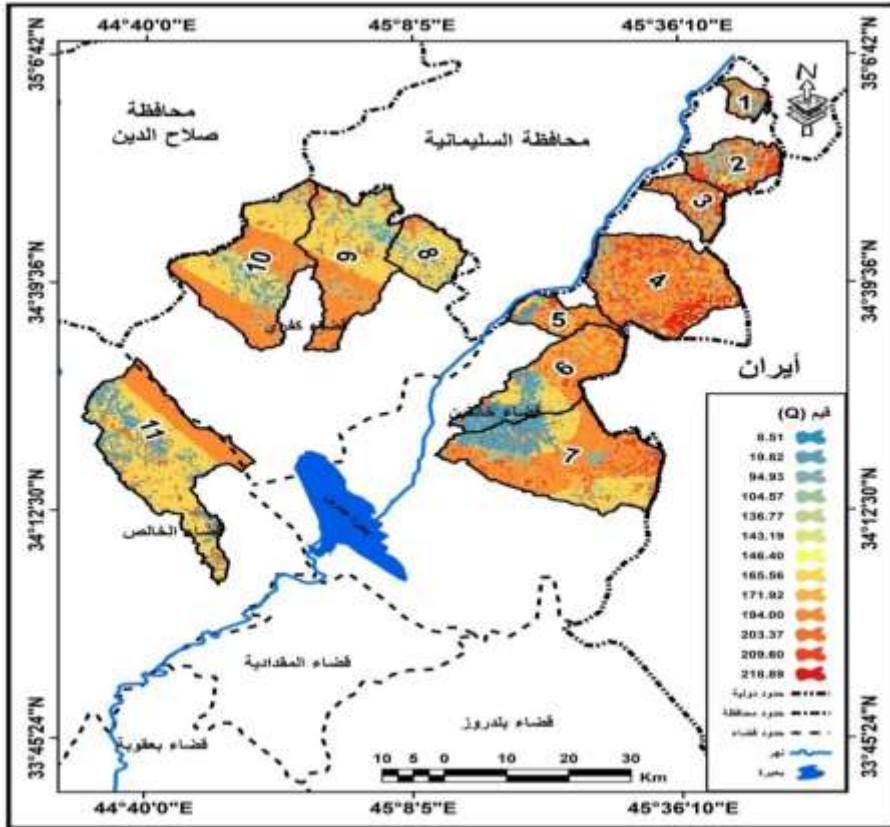 44°40'0"E 45°8'5"E 45°36'10"E
35°6'42"N
35°6'42"N
34°39'36"N
34°39'36"N
34°12'30"N
34°12'30"N
33°45'24"N
33°45'24"N
N
محافظة
صلاح الدين
محافظة السليمانية
1
2
3
4
5
6
7
8
9
10
11
قضاء كفري
قضاء خانقين
أيران
قضاء الخالص
قضاء المقدادية
قضاء بلدروز
قضاء بعقوبة
قيم (Q)
8.51
19.82
94.93
104.57
136.77
143.19
146.40
165.56
171.92
194.00
203.37
209.60
218.89
حدود دولية
حدود محافظة
حدود قضاء
نهر
بحيرة
10 5 0 10 20 30
Km
44°40'0"E 45°8'5"E 45°36'10"E